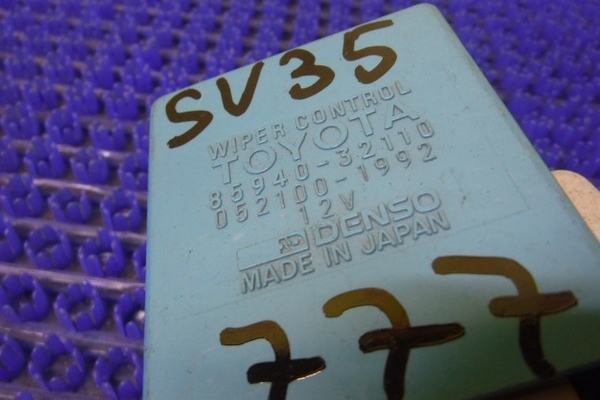 SV35
WIPER CONTROL
TOYOTA
85940-32110
052100-1992
12V
DENSO
MADE IN JAPAN
777